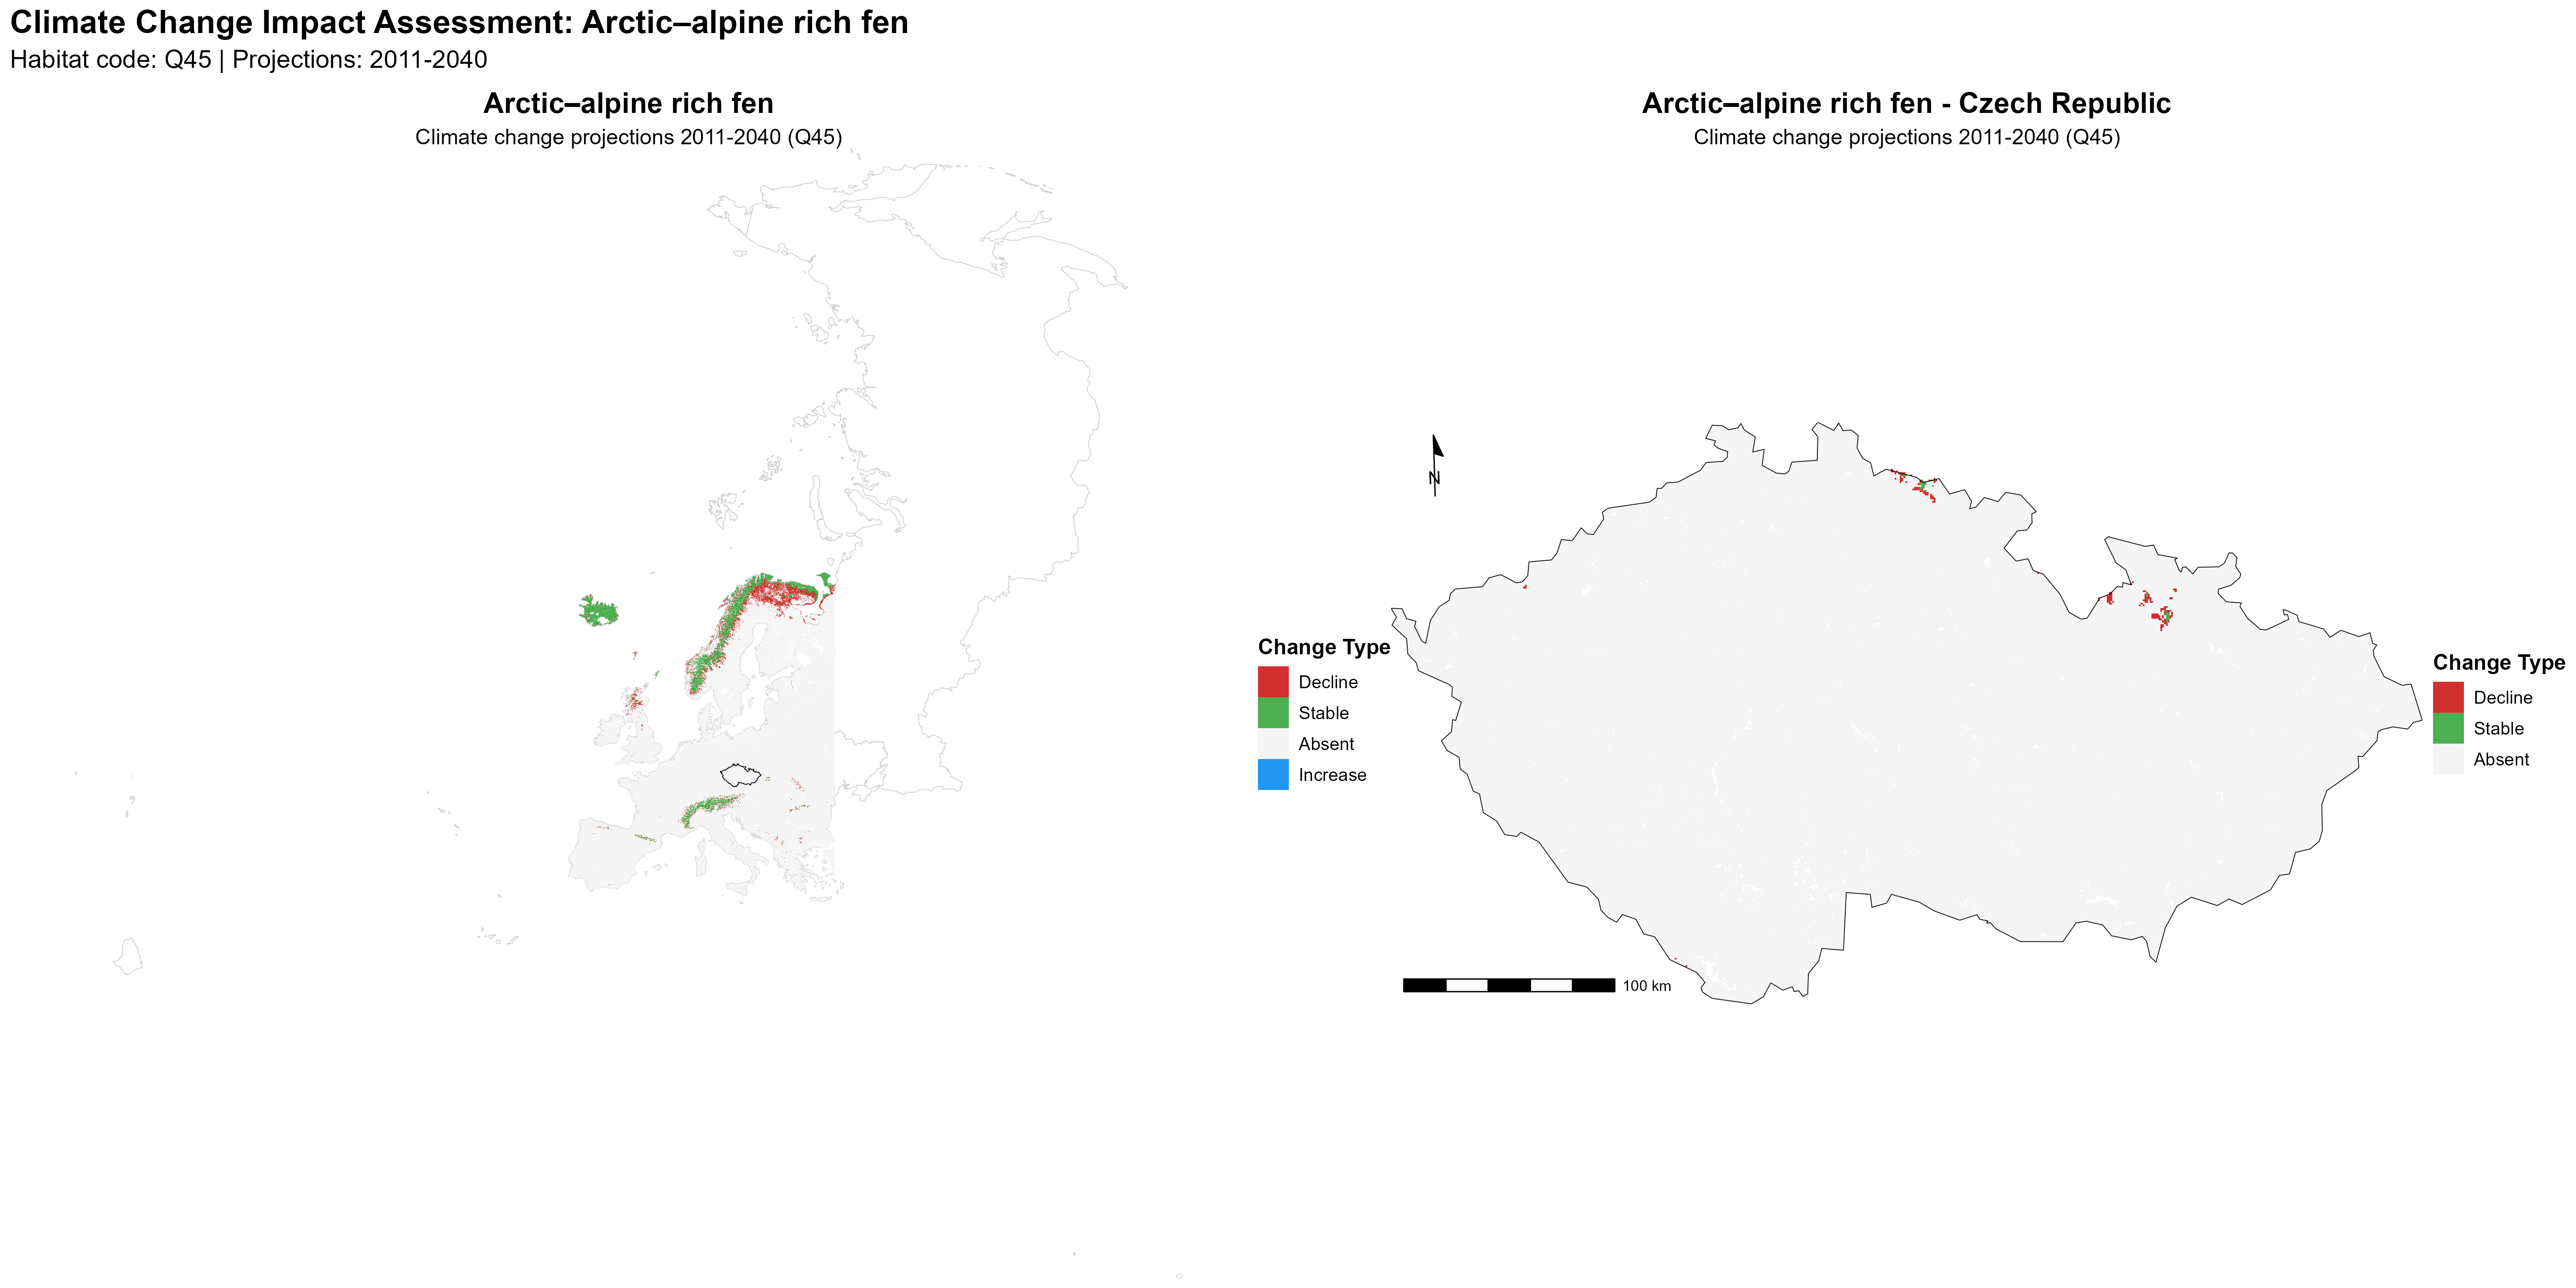 Climate Change Impact Assessment: Arctic–alpine rich fen
Habitat code: Q45 | Projections: 2011-2040
Arctic–alpine rich fen
Climate change projections 2011-2040 (Q45)
Change Type
Decline
Stable
Absent
Increase
Arctic–alpine rich fen - Czech Republic
Climate change projections 2011-2040 (Q45)
N
100 km
Change Type
Decline
Stable
Absent